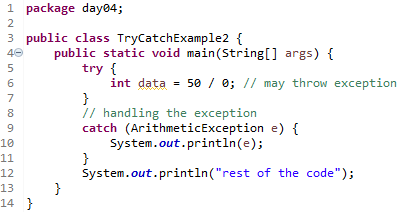 1 package day04;
2
3 public class TryCatchExample2 {
4     public static void main(String[] args) {
5         try {
6             int data = 50 / 0; // may throw exception
7         }
8         // handling the exception
9         catch (ArithmeticException e) {
10             System.out.println(e);
11         }
12         System.out.println("rest of the code");
13     }
14 }